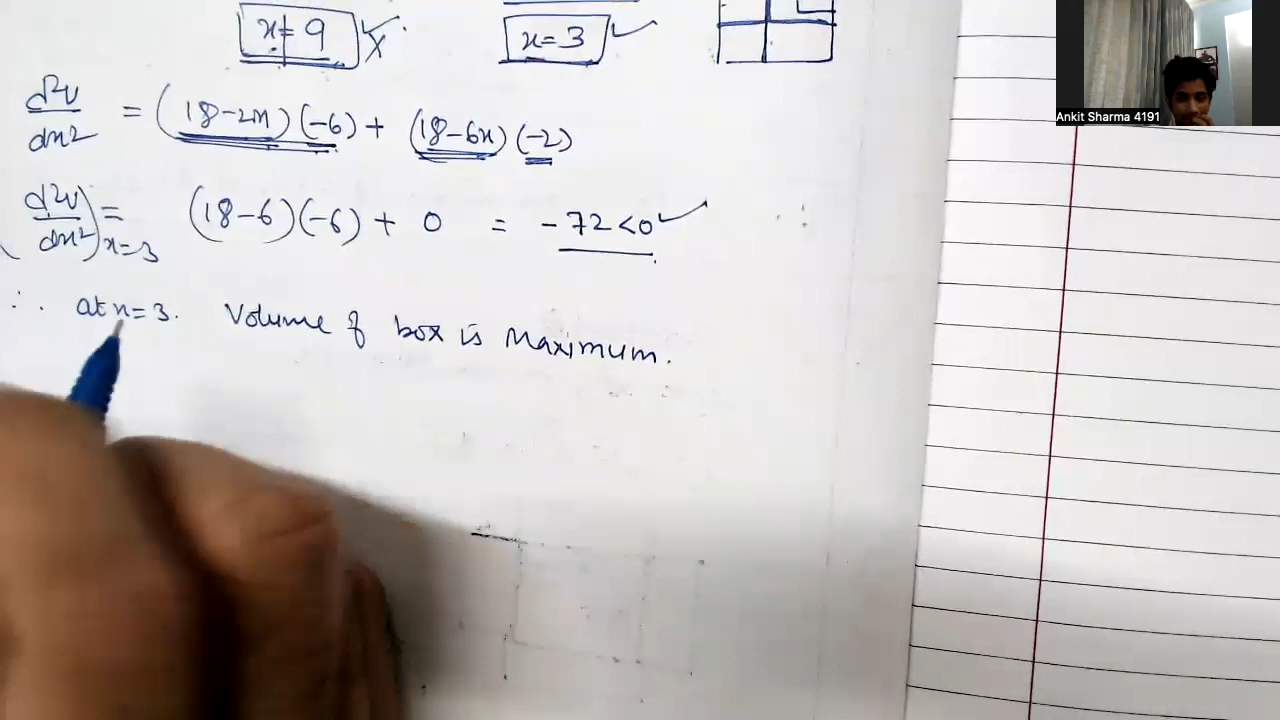 x≠9 x=3
d²v/dx² = (18-2x)(-6) + (18-6x)(-2)
d²v/dx²)x=3 = (18-6)(-6) + 0 = -72<0
∴ at x=3. Volume of box is Maximum.
Ankit Sharma 4191